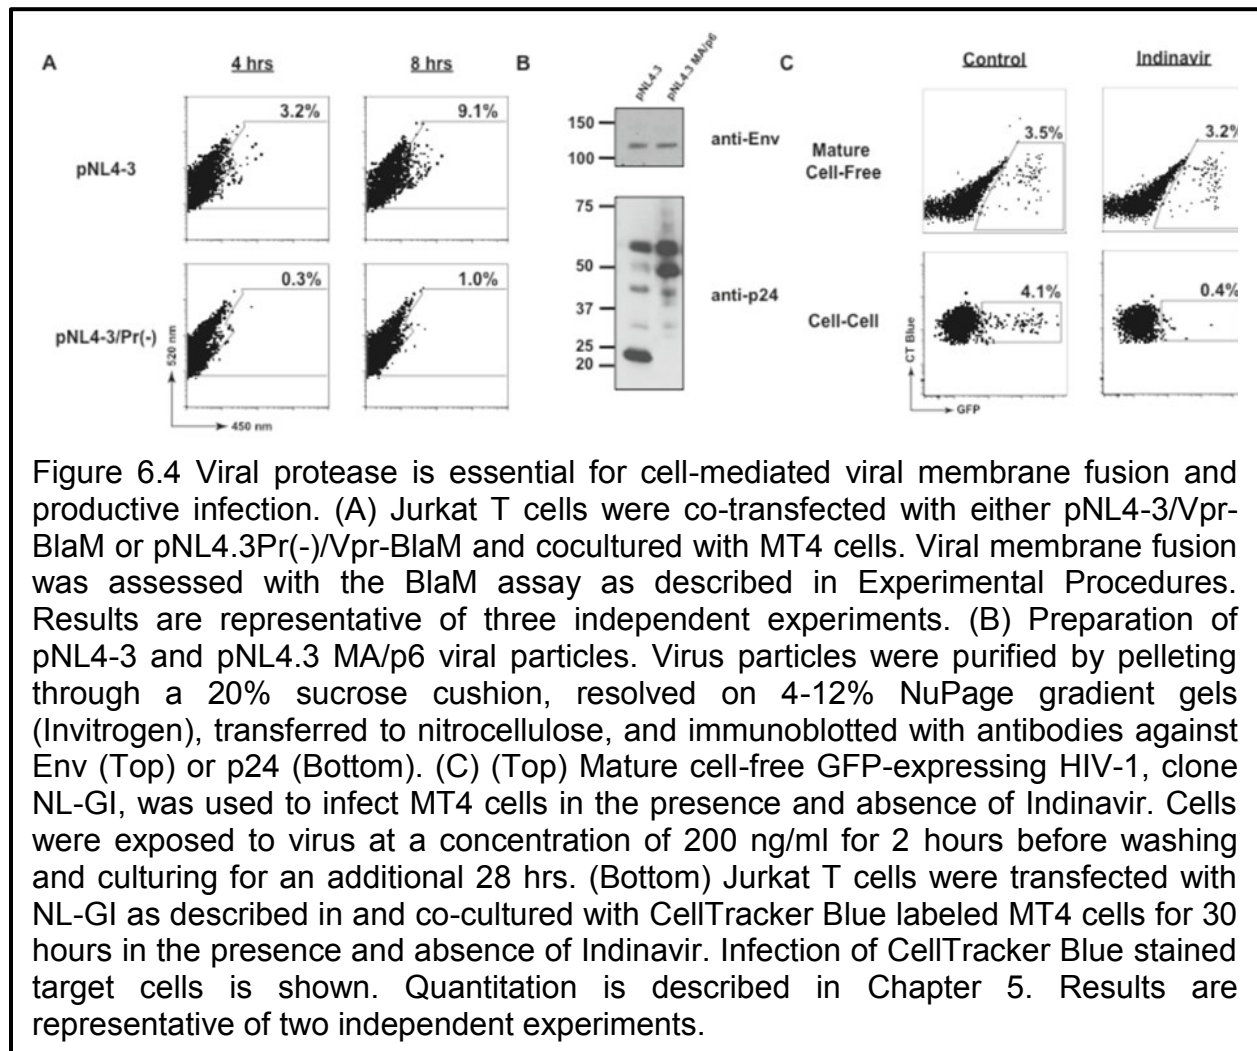 A
4 hrs
8 hrs
B
pNL4.3
pNL4.3 MA/p6
C
Control
Indinavir
3.2%
9.1%
pNL4-3
150
100
anti-Env
Mature
Cell-Free
3.5%
3.2%
75
50
37
25
20
anti-p24
0.3%
1.0%
pNL4-3/Pr(-)
520 nm
450 nm
4.1%
0.4%
Cell-Cell
CT Blue
GFP
Figure 6.4 Viral protease is essential for cell-mediated viral membrane fusion and
productive infection. (A) Jurkat T cells were co-transfected with either pNL4-3/Vpr-
BlaM or pNL4.3Pr(-)/Vpr-BlaM and cocultured with MT4 cells. Viral membrane fusion
was assessed with the BlaM assay as described in Experimental Procedures.
Results are representative of three independent experiments. (B) Preparation of
pNL4-3 and pNL4.3 MA/p6 viral particles. Virus particles were purified by pelleting
through a 20% sucrose cushion, resolved on 4-12% NuPage gradient gels
(Invitrogen), transferred to nitrocellulose, and immunoblotted with antibodies against
Env (Top) or p24 (Bottom). (C) (Top) Mature cell-free GFP-expressing HIV-1, clone
NL-GI, was used to infect MT4 cells in the presence and absence of Indinavir. Cells
were exposed to virus at a concentration of 200 ng/ml for 2 hours before washing
and culturing for an additional 28 hrs. (Bottom) Jurkat T cells were transfected with
NL-GI as described in and co-cultured with CellTracker Blue labeled MT4 cells for 30
hours in the presence and absence of Indinavir. Infection of CellTracker Blue stained
target cells is shown. Quantitation is described in Chapter 5. Results are
representative of two independent experiments.